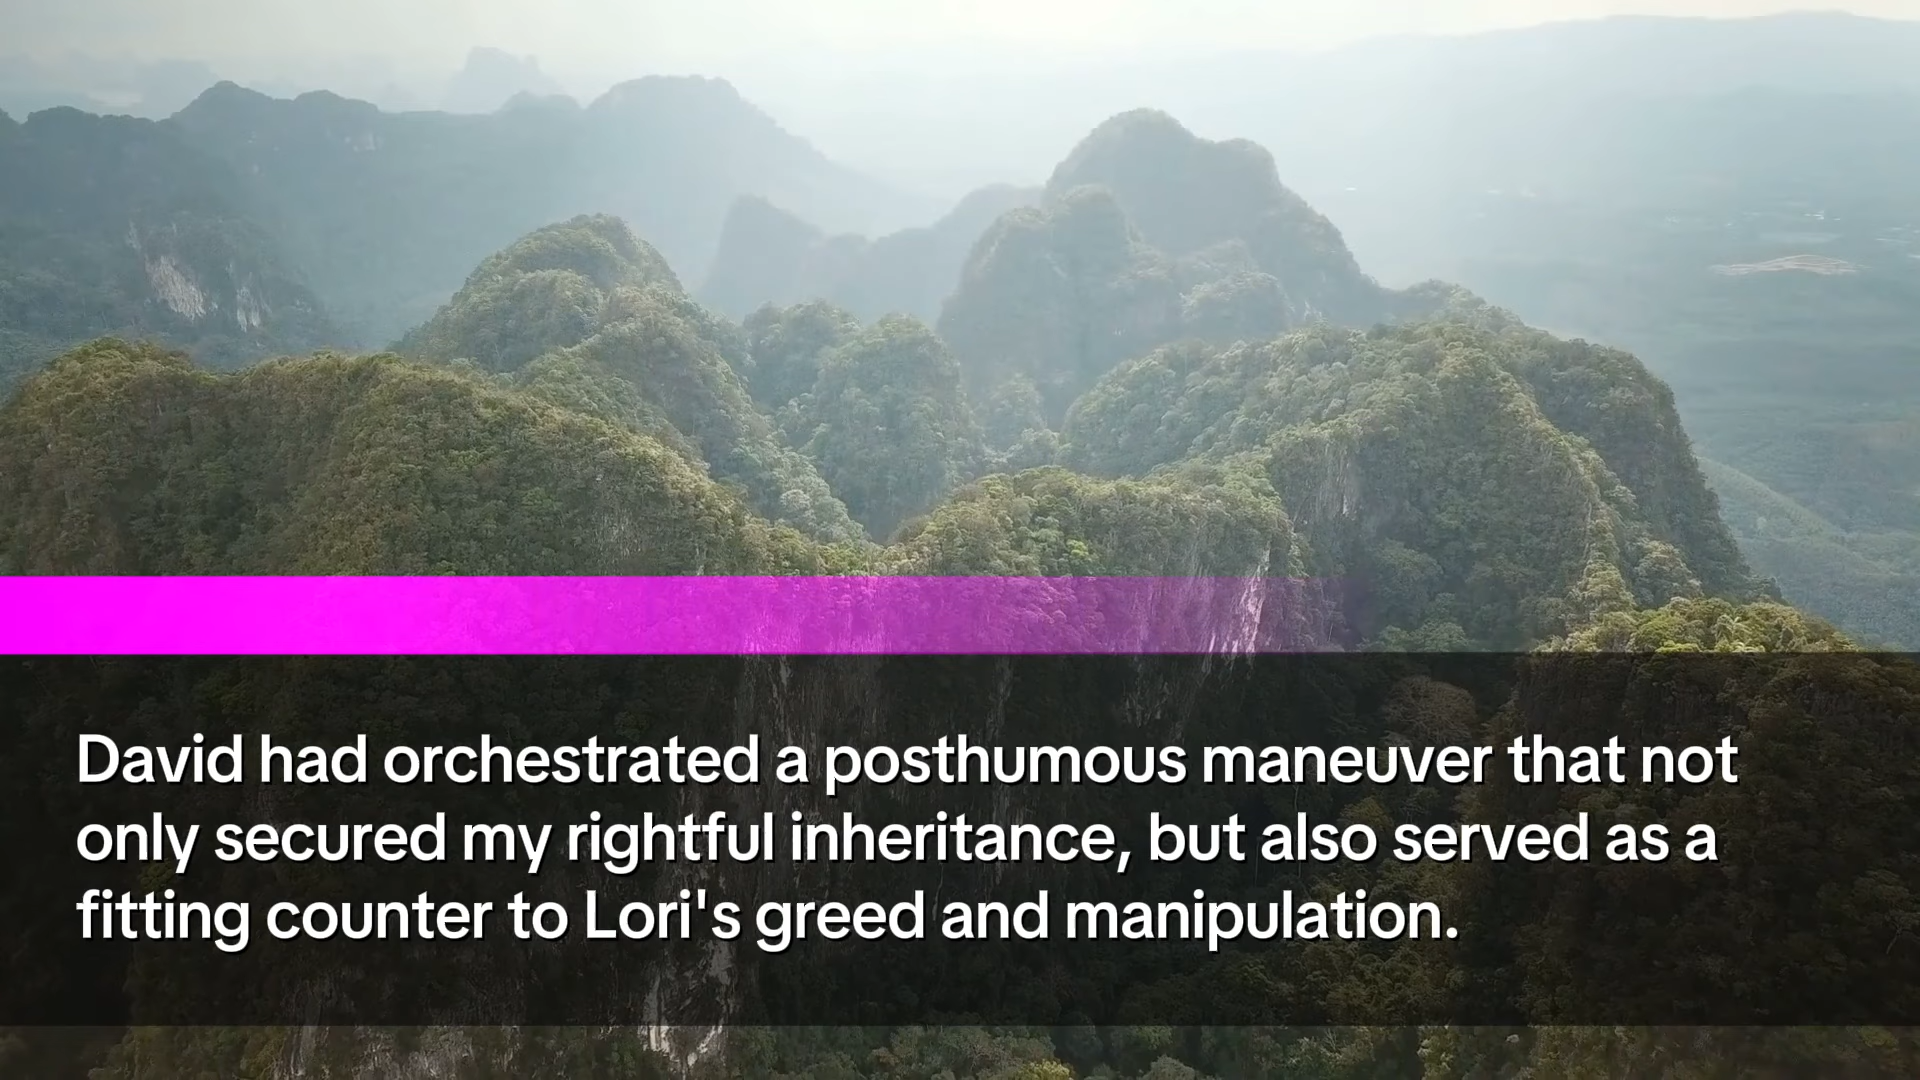 David had orchestrated a posthumous maneuver that not
only secured my rightful inheritance, but also served as a
fitting counter to Lori's greed and manipulation.